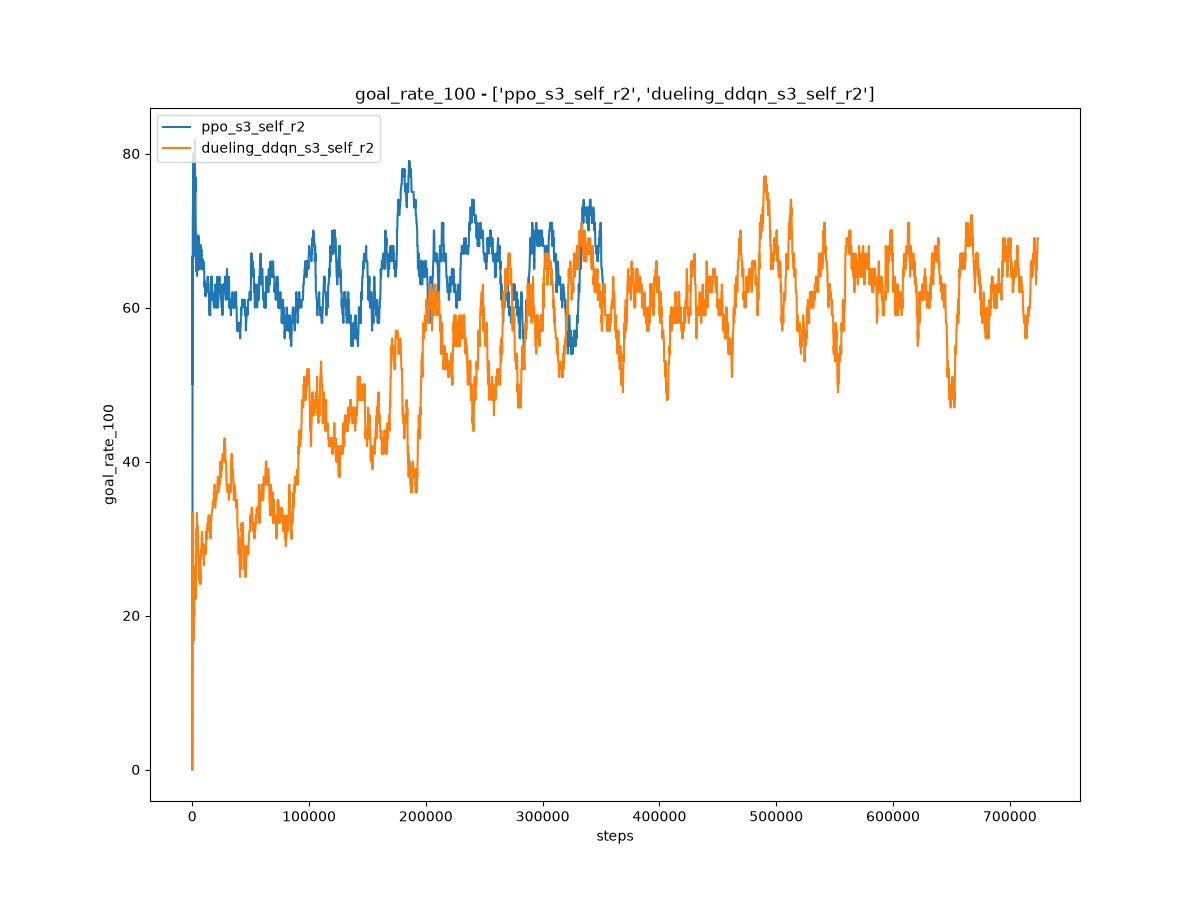 goal_rate_100 - ['ppo_s3_self_r2', 'dueling_ddqn_s3_self_r2']
ppo_s3_self_r2
dueling_ddqn_s3_self_r2
80
60
40
20
0
goal_rate_100
0 100000 200000 300000 400000 500000 600000 700000
steps